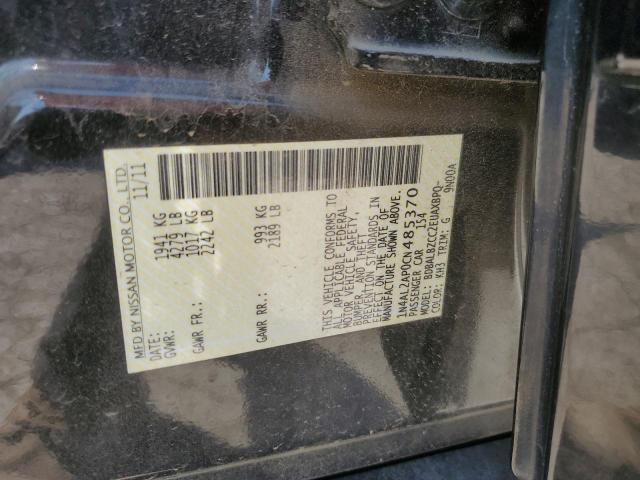 MFD BY NISSAN MOTOR CO., LTD.
DATE: 11/11
GVWR: 1941 KG
4279 LB
GAWR FR.: 1017 KG
2242 LB
GAWR RR.: 993 KG
2189 LB
THIS VEHICLE CONFORMS TO
ALL APPLICABLE FEDERAL
MOTOR VEHICLE SAFETY,
BUMPER, AND THEFT
PREVENTION STANDARDS IN
EFFECT ON THE DATE OF
MANUFACTURE SHOWN ABOVE.
1N4AL2AP0CN485370
PASSENGER CAR 134
MODEL: BDBALBZCC2EUAKBPQ-
COLOR: KH3 TRIM: G 9N00A